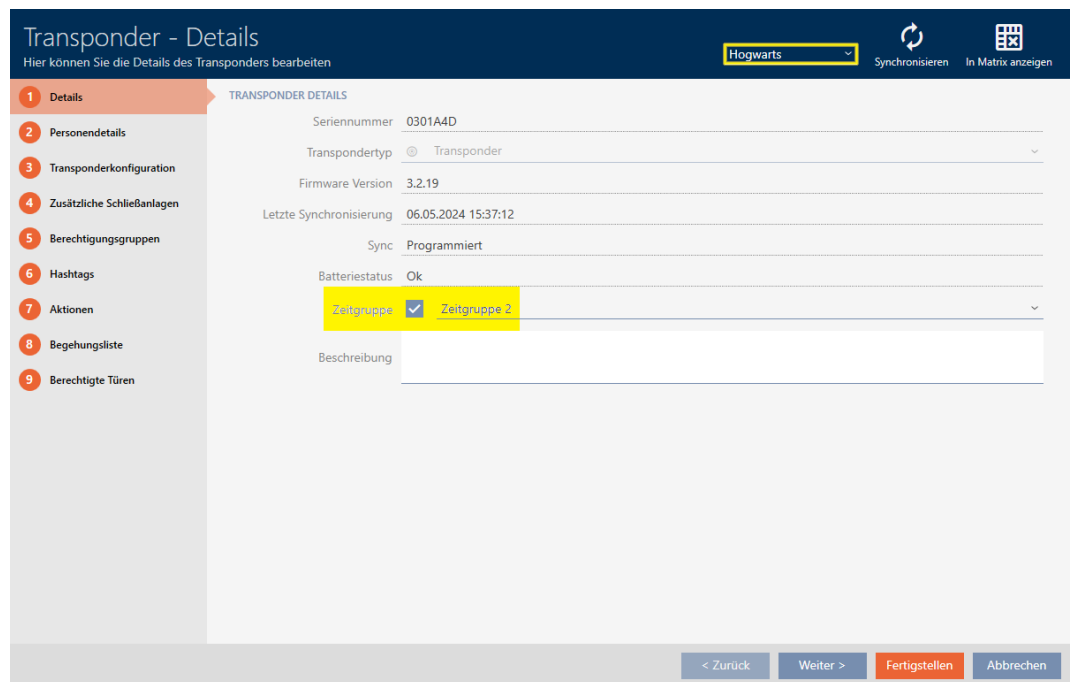 Transponder - Details
Hier können Sie die Details des Transponders bearbeiten
Hogwarts
Synchronisieren
In Matrix anzeigen
1 Details
2 Personendetails
3 Transponderkonfiguration
4 Zusätzliche Schließanlagen
5 Berechtigungsgruppen
6 Hashtags
7 Aktionen
8 Begehungsliste
9 Berechtigte Türen
TRANSPONDER DETAILS
Seriennummer 0301A4D
Transpondertyp Transponder
Firmware Version 3.2.19
Letzte Synchronisierung 06.05.2024 15:37:12
Sync Programmiert
Batteriestatus Ok
Zeitgruppe Zeitgruppe 2
Beschreibung
< Zurück
Weiter >
Fertigstellen
Abbrechen